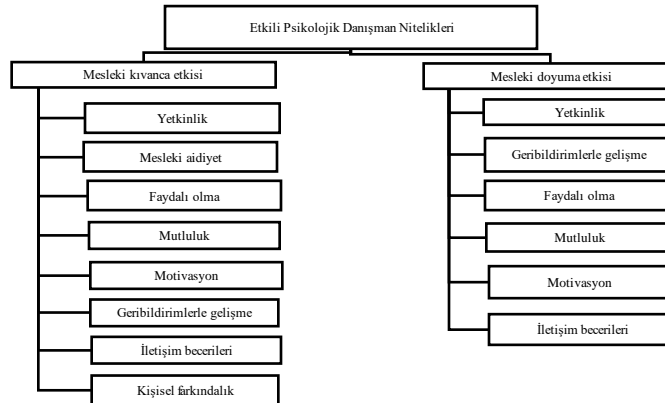 Etkili Psikolojik Danışman Nitelikleri
Mesleki kıvanca etkisi
Yetkinlik
Mesleki aidiyet
Faydalı olma
Mutluluk
Motivasyon
Geribildirimlerle gelişme
İletişim becerileri
Kişisel farkındalık
Mesleki doyuma etkisi
Yetkinlik
Geribildirimlerle gelişme
Faydalı olma
Mutluluk
Motivasyon
İletişim becerileri